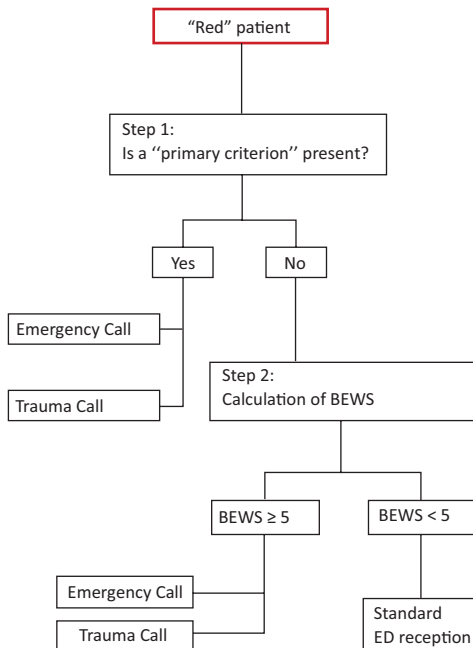 “Red” patient
Step 1:
Is a ‘‘primary criterion’’ present?
Yes
No
Emergency Call
Trauma Call
Step 2:
Calculation of BEWS
BEWS ≥ 5
BEWS < 5
Emergency Call
Trauma Call
Standard
ED reception